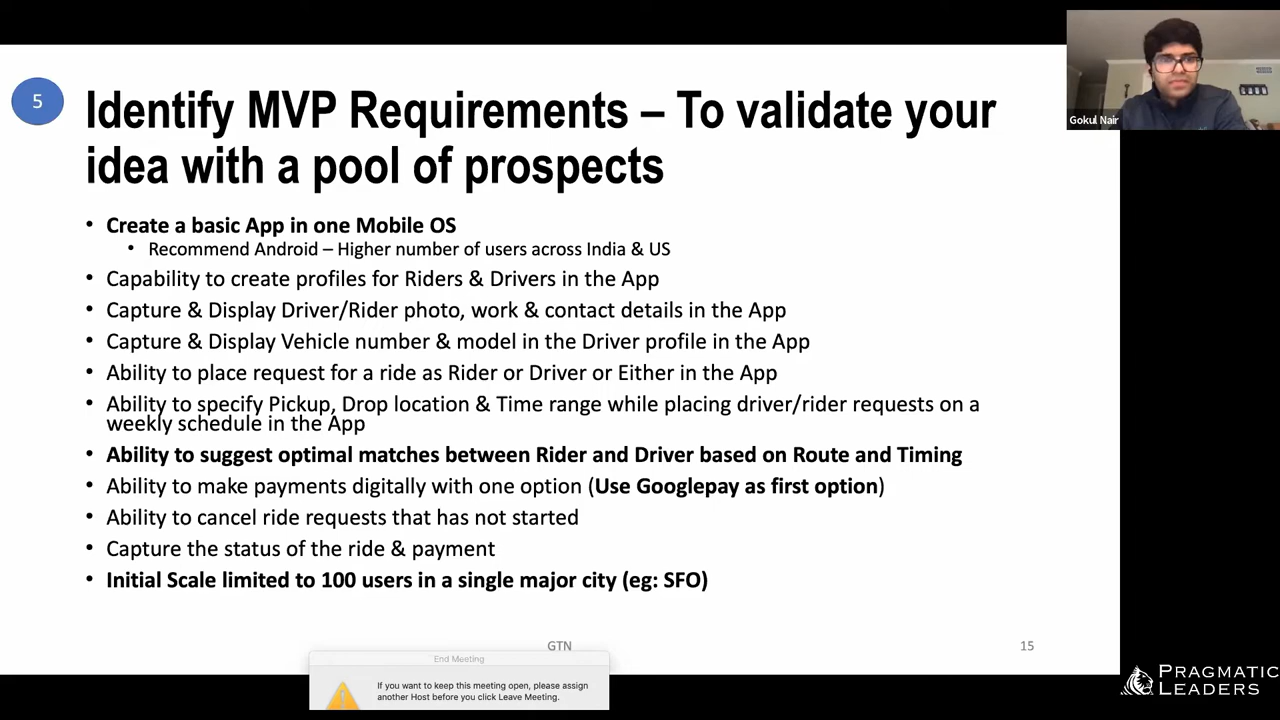 5
Identify MVP Requirements – To validate your
idea with a pool of prospects
• Create a basic App in one Mobile OS
• Recommend Android – Higher number of users across India & US
• Capability to create profiles for Riders & Drivers in the App
• Capture & Display Driver/Rider photo, work & contact details in the App
• Capture & Display Vehicle number & model in the Driver profile in the App
• Ability to place request for a ride as Rider or Driver or Either in the App
• Ability to specify Pickup, Drop location & Time range while placing driver/rider requests on a
weekly schedule in the App
• Ability to suggest optimal matches between Rider and Driver based on Route and Timing
• Ability to make payments digitally with one option (Use Googlepay as first option)
• Ability to cancel ride requests that has not started
• Capture the status of the ride & payment
• Initial Scale limited to 100 users in a single major city (eg: SFO)
GTN
15
End Meeting
If you want to keep this meeting open, please assign
another Host before you click Leave Meeting.
Gokul Nair
PRAGMATIC
LEADERS